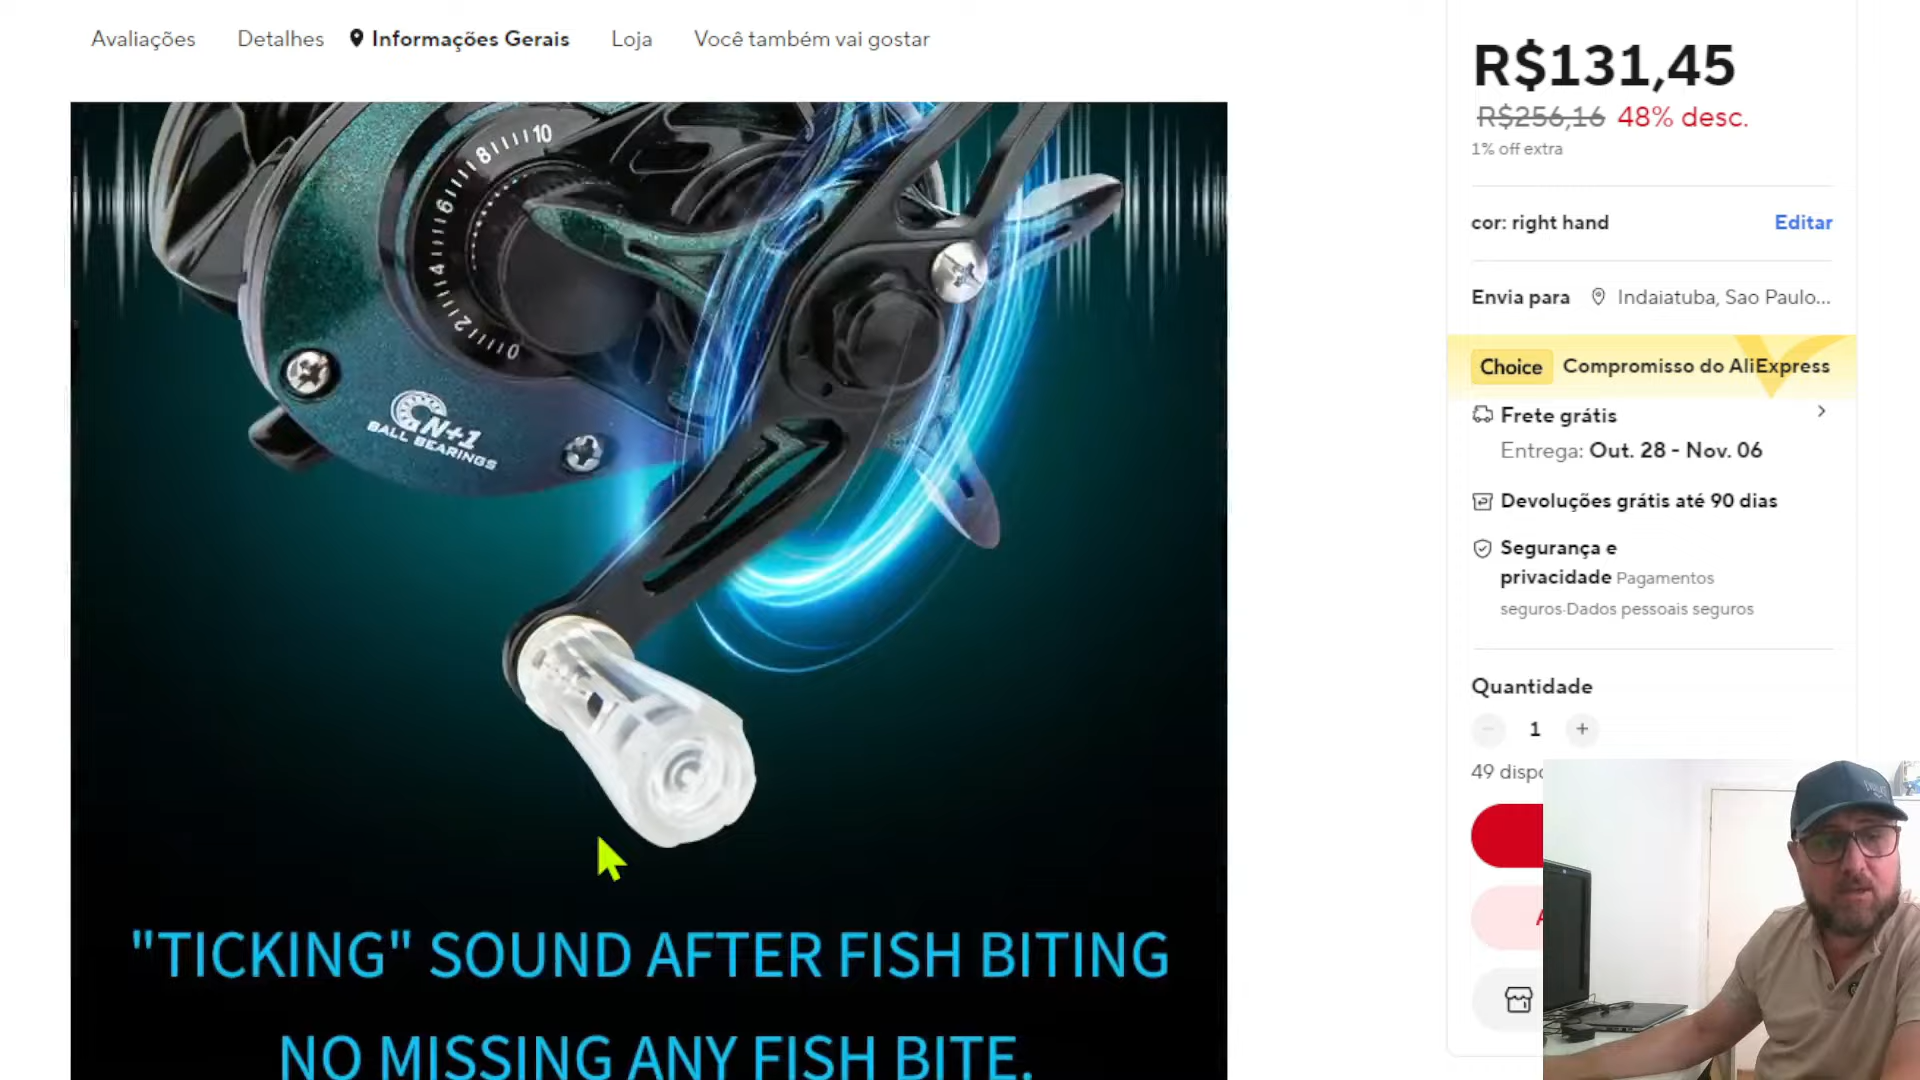 Avaliações Detalhes Informações Gerais Loja Você também vai gostar
10
8
6
4
2
0
N+1
BALL BEARINGS
"TICKING" SOUND AFTER FISH BITING
NO MISSING ANY FISH BITE.
R$131,45
R$256,16 48% desc.
1% off extra
cor: right hand Editar
Envia para Indaiatuba, Sao Paulo...
Choice Compromisso do AliExpress
Frete grátis
Entrega: Out. 28 - Nov. 06
Devoluções grátis até 90 dias
Segurança e
privacidade Pagamentos
seguros·Dados pessoais seguros
Quantidade
1
49